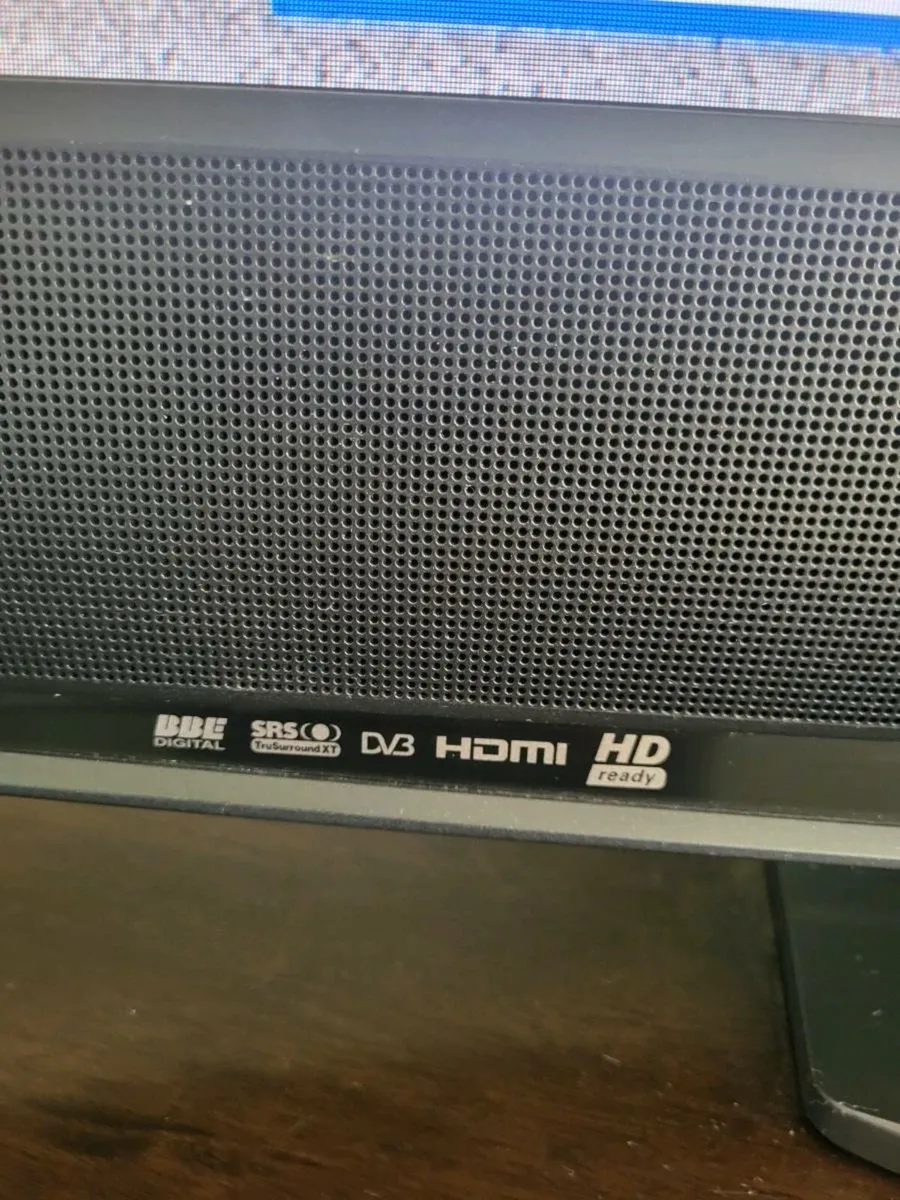 BBE DIGITAL
SRS TruSurround XT
DVB
HDMI
HD ready